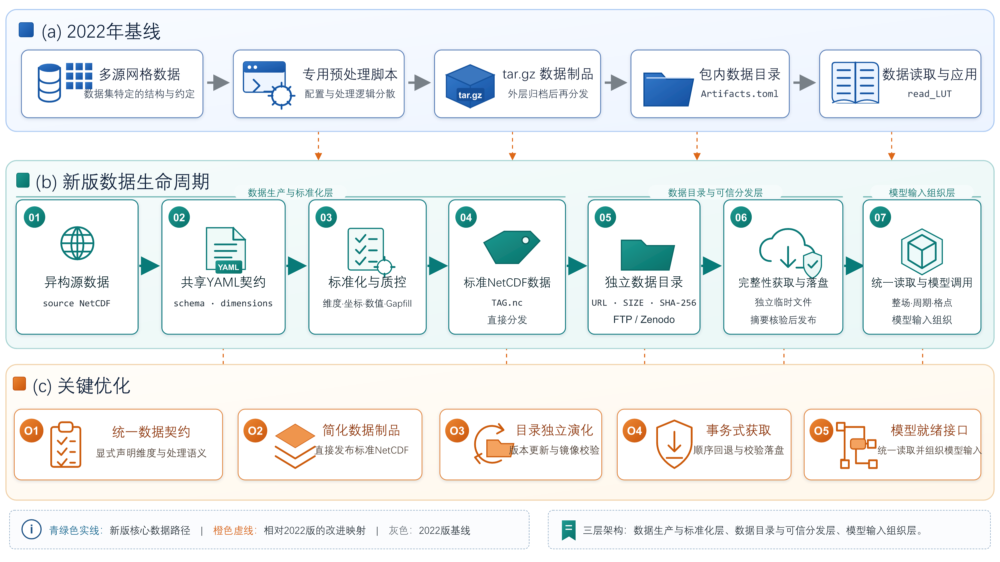 (a) 2022年基线
多源网格数据
数据集特定的结构与约定
专用预处理脚本
配置与处理逻辑分散
tar.gz
tar.gz 数据制品
外层归档后再分发
包内数据目录
Artifacts.toml
数据读取与应用
read_LUT
(b) 新版数据生命周期
数据生产与标准化层
数据目录与可信分发层
模型输入组织层
01
异构源数据
source NetCDF
02
YAML
共享YAML契约
schema · dimensions
03
标准化与质控
维度·坐标·数值·Gapfill
04
标准NetCDF数据
TAG.nc
直接分发
05
独立数据目录
URL · SIZE · SHA-256
FTP / Zenodo
06
完整性获取与落盘
独立临时文件
摘要核验后发布
07
统一读取与模型调用
整场·周期·格点
模型输入组织
(c) 关键优化
O1
统一数据契约
显式声明维度与处理语义
O2
简化数据制品
直接发布标准NetCDF
O3
目录独立演化
版本更新与镜像校验
O4
事务式获取
顺序回退与校验落盘
O5
模型就绪接口
统一读取并组织模型输入
i 青绿色实线：新版核心数据路径 | 橙色虚线：相对2022版的改进映射 | 灰色：2022版基线
三层架构：数据生产与标准化层、数据目录与可信分发层、模型输入组织层。